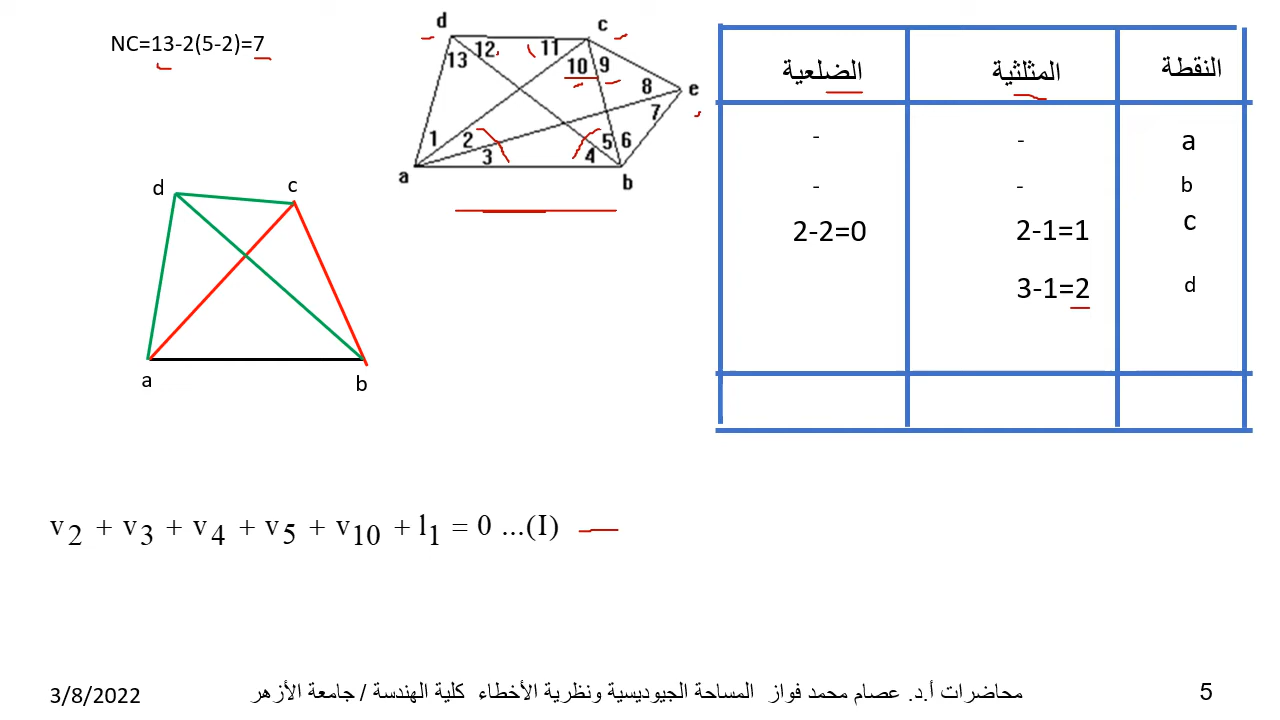 NC=13-2(5-2)=7
d c
13 12 11 10 9
8 e
7
1 2 5 6
3 4
a b
d c
a b
النقطة المثلثية الضلعية
a - -
b - -
c 2-1=1 2-2=0
d 3-1=2
v2 + v3 + v4 + v5 + v10 + l1 = 0 ...(I)
3/8/2022
محاضرات أ.د. عصام محمد فواز المساحة الجيوديسية ونظرية الأخطاء كلية الهندسة / جامعة الأزهر
5